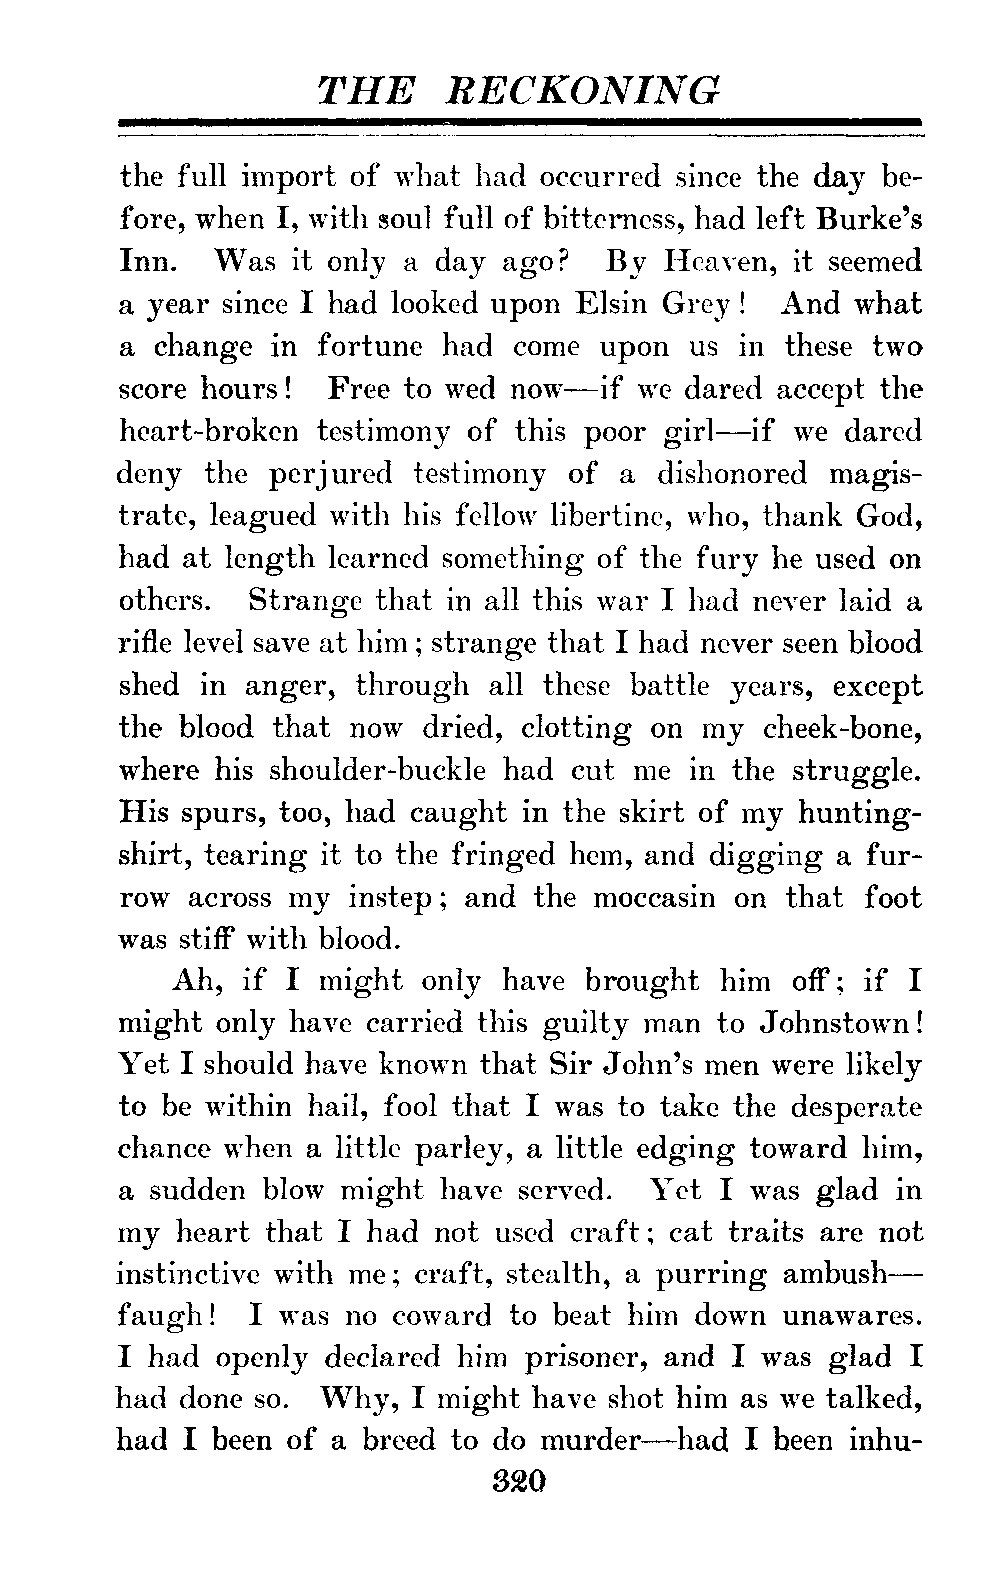 THE RECKONING
the full import of what had occurred since the day be-
fore, when I, with soul full of bitterness, had left Burke's
Inn. Was it only a day ago? By Heaven, it seemed
a year since I had looked upon Elsin Grey! And what
a change in fortune had come upon us in these two
score hours! Free to wed now—if we dared accept the
heart-broken testimony of this poor girl—if we dared
deny the perjured testimony of a dishonored magis-
trate, leagued with his fellow libertine, who, thank God,
had at length learned something of the fury he used on
others. Strange that in all this war I had never laid a
rifle level save at him; strange that I had never seen blood
shed in anger, through all these battle years, except
the blood that now dried, clotting on my cheek-bone,
where his shoulder-buckle had cut me in the struggle.
His spurs, too, had caught in the skirt of my hunting-
shirt, tearing it to the fringed hem, and digging a fur-
row across my instep; and the moccasin on that foot
was stiff with blood.
Ah, if I might only have brought him off; if I
might only have carried this guilty man to Johnstown!
Yet I should have known that Sir John's men were likely
to be within hail, fool that I was to take the desperate
chance when a little parley, a little edging toward him,
a sudden blow might have served. Yet I was glad in
my heart that I had not used craft; cat traits are not
instinctive with me; craft, stealth, a purring ambush—
faugh! I was no coward to beat him down unawares.
I had openly declared him prisoner, and I was glad I
had done so. Why, I might have shot him as we talked,
had I been of a breed to do murder—had I been inhu-
320